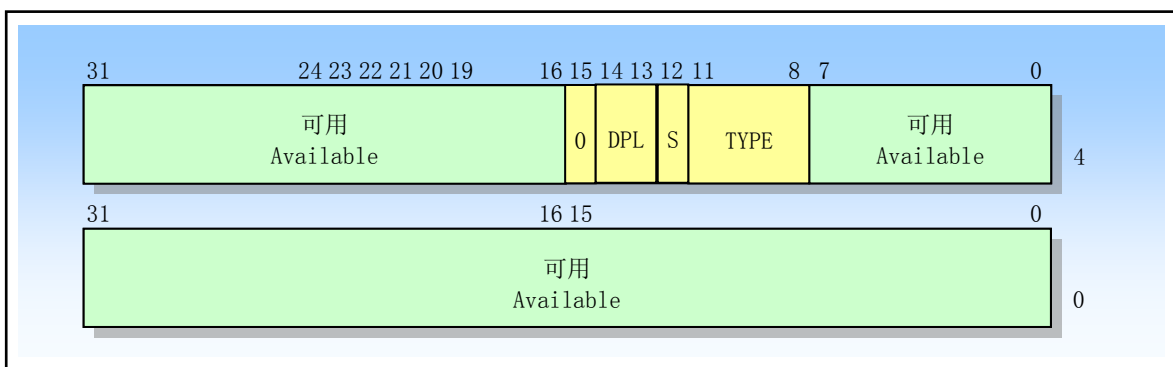 31 24 23 22 21 20 19 16 15 14 13 12 11 8 7 0
可用 可用
0 DPL S TYPE
Available Available
4
31 16 15 0
可用
Available
0